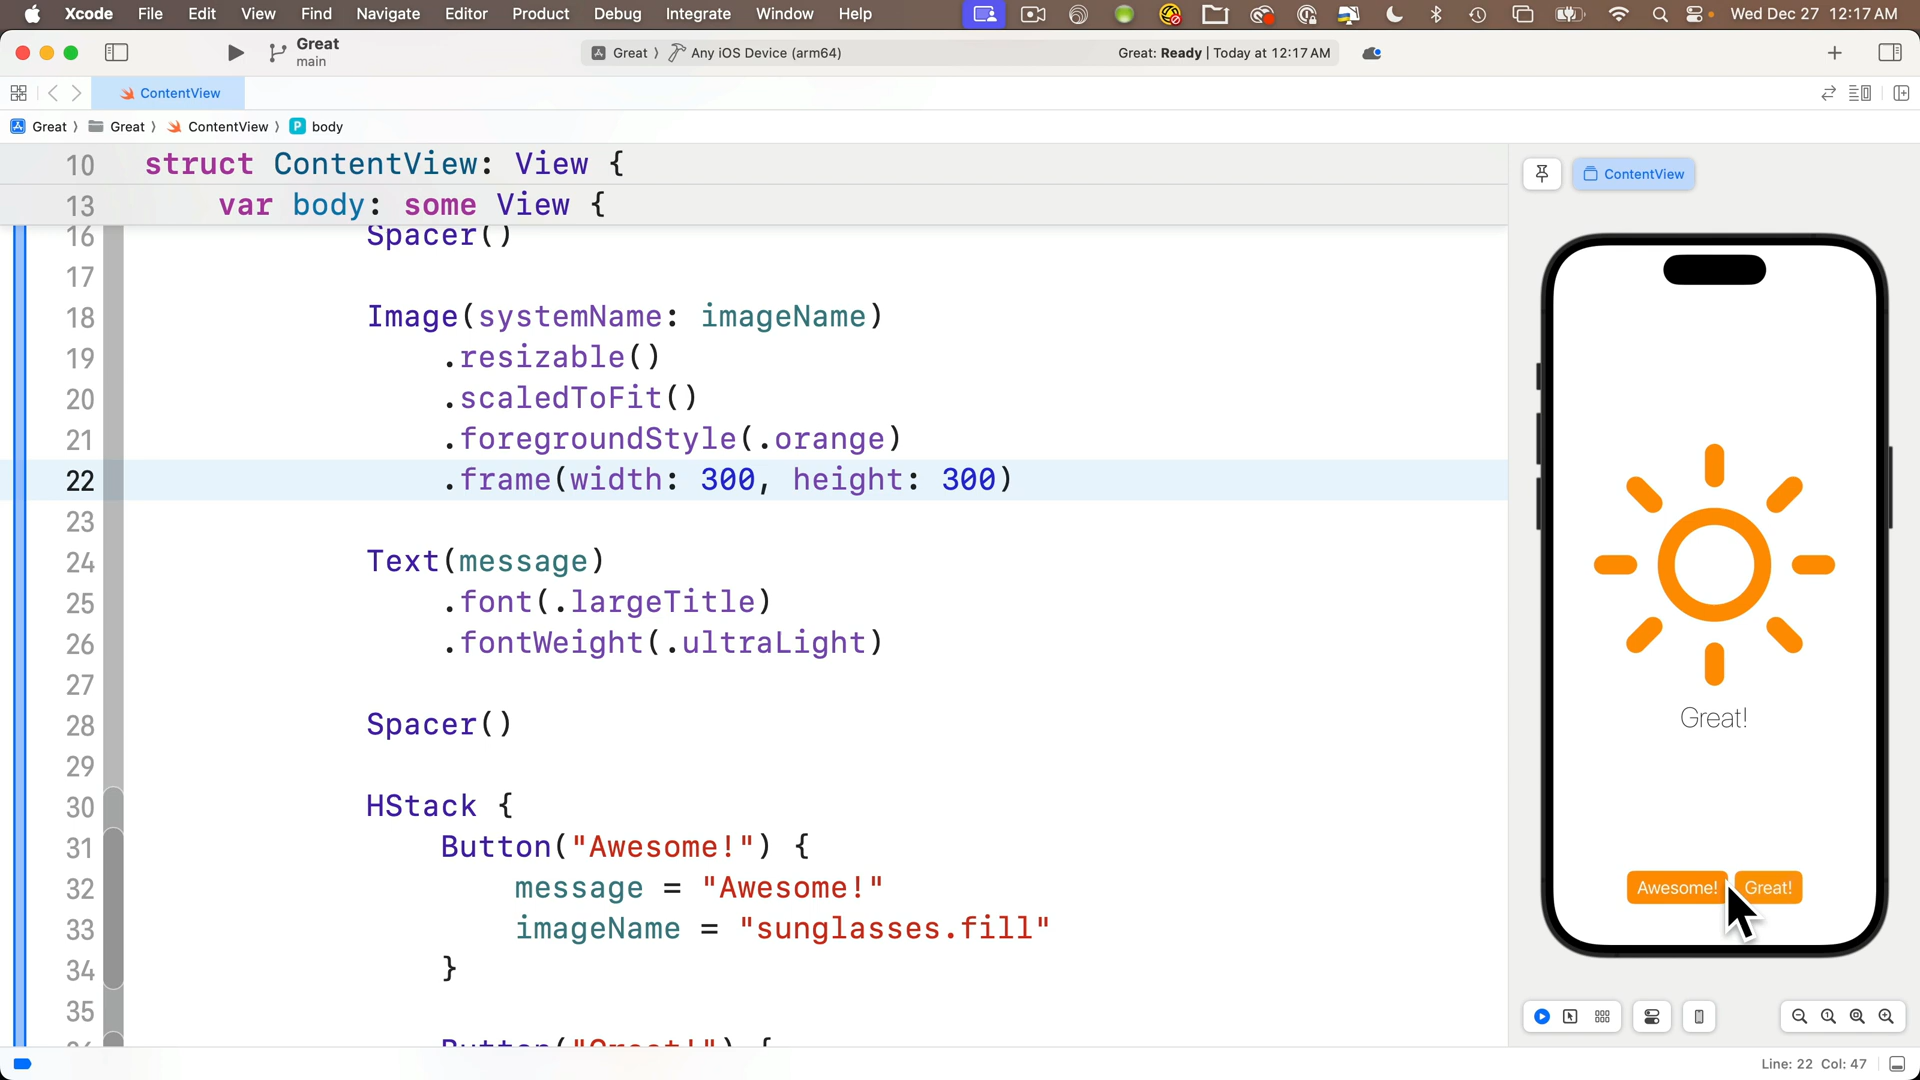 Xcode File Edit View Find Navigate Editor Product Debug Integrate Window Help Wed Dec 27 12:17 AM
Great
main
Great 〉 Any iOS Device (arm64)
Great: Ready | Today at 12:17 AM
ContentView
Great 〉 Great 〉 ContentView 〉 P body
10 struct ContentView: View {
13 var body: some View {
16 Spacer()
17
18 Image(systemName: imageName)
19 .resizable()
20 .scaledToFit()
21 .foregroundStyle(.orange)
22 .frame(width: 300, height: 300)
23
24 Text(message)
25 .font(.largeTitle)
26 .fontWeight(.ultraLight)
27
28 Spacer()
29
30 HStack {
31 Button("Awesome!") {
32 message = "Awesome!"
33 imageName = "sunglasses.fill"
34 }
35
Button("Great!") {
ContentView
Great!
Awesome! Great!
Line: 22 Col: 47